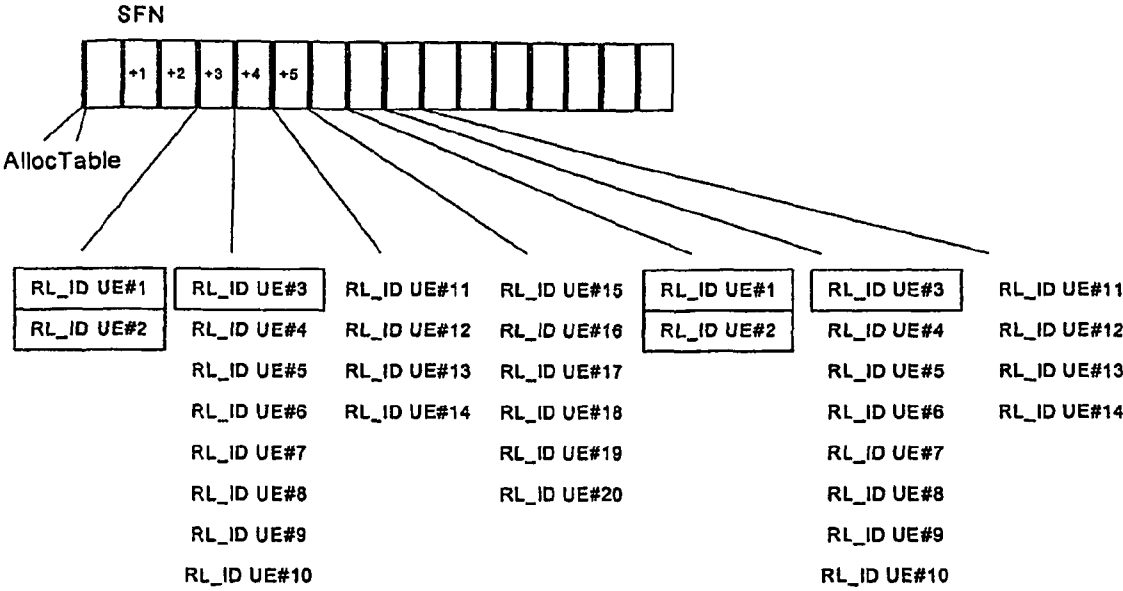 SFN
+1 +2 +3 +4 +5
AllocTable
RL_ID UE#1 RL_ID UE#3 RL_ID UE#11 RL_ID UE#15 RL_ID UE#1 RL_ID UE#3 RL_ID UE#11
RL_ID UE#2 RL_ID UE#4 RL_ID UE#12 RL_ID UE#16 RL_ID UE#2 RL_ID UE#4 RL_ID UE#12
RL_ID UE#5 RL_ID UE#13 RL_ID UE#17 RL_ID UE#5 RL_ID UE#13
RL_ID UE#6 RL_ID UE#14 RL_ID UE#18 RL_ID UE#6 RL_ID UE#14
RL_ID UE#7 RL_ID UE#19 RL_ID UE#7
RL_ID UE#8 RL_ID UE#20 RL_ID UE#8
RL_ID UE#9 RL_ID UE#9
RL_ID UE#10 RL_ID UE#10